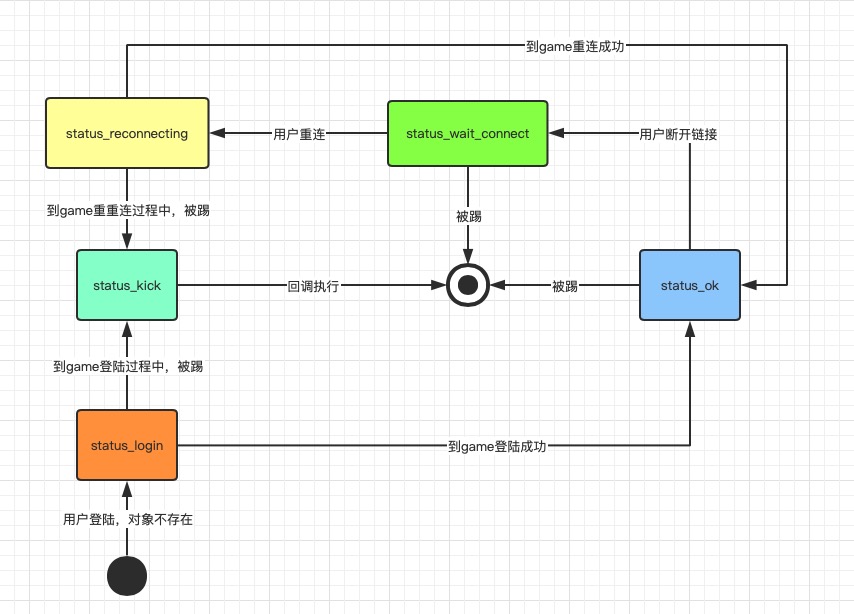 到game重连成功
status_reconnecting
用户重连
status_wait_connect
用户断开链接
到game重重连过程中，被踢
被踢
status_kick
回调执行
被踢
status_ok
到game登陆过程中，被踢
status_login
到game登陆成功
用户登陆，对象不存在